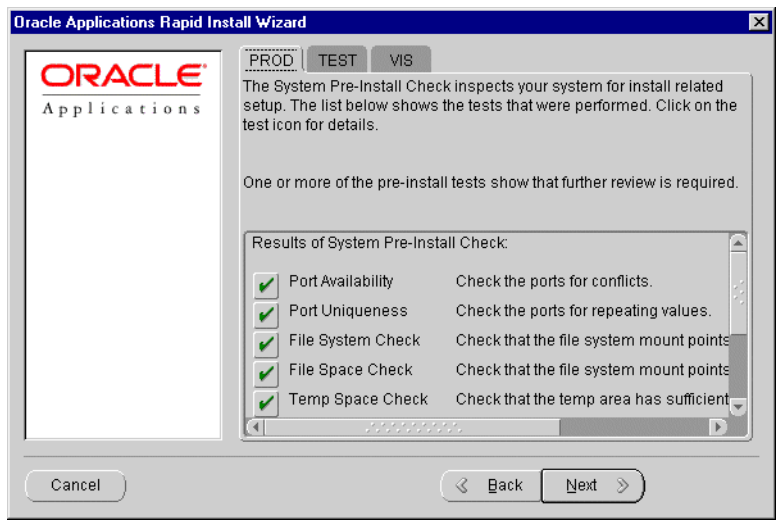 Oracle Applications Rapid Install Wizard
ORACLE
Applications
PROD TEST VIS
The System Pre-Install Check inspects your system for install related
setup. The list below shows the tests that were performed. Click on the
test icon for details.
One or more of the pre-install tests show that further review is required.
Results of System Pre-Install Check:
Port Availability Check the ports for conflicts.
Port Uniqueness Check the ports for repeating values.
File System Check Check that the file system mount points
File Space Check Check that the file system mount points
Temp Space Check Check that the temp area has sufficient
Cancel Back Next